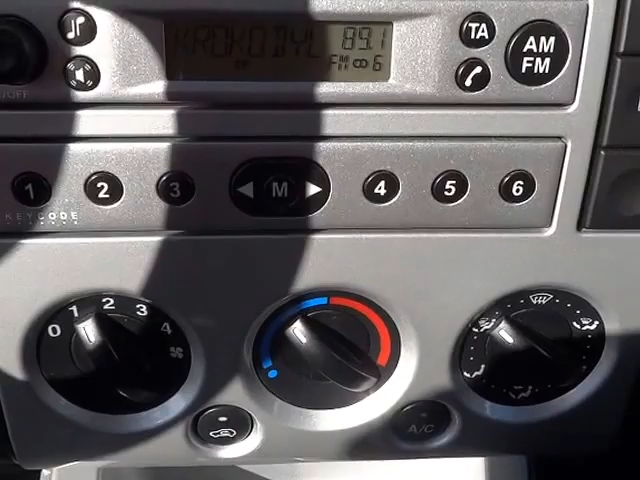 KROKODYL 89.1
FM 6
TA
AM
FM
/OFF
1 2 3 M 4 5 6
KEYCODE
0 1 2 3 4
A/C